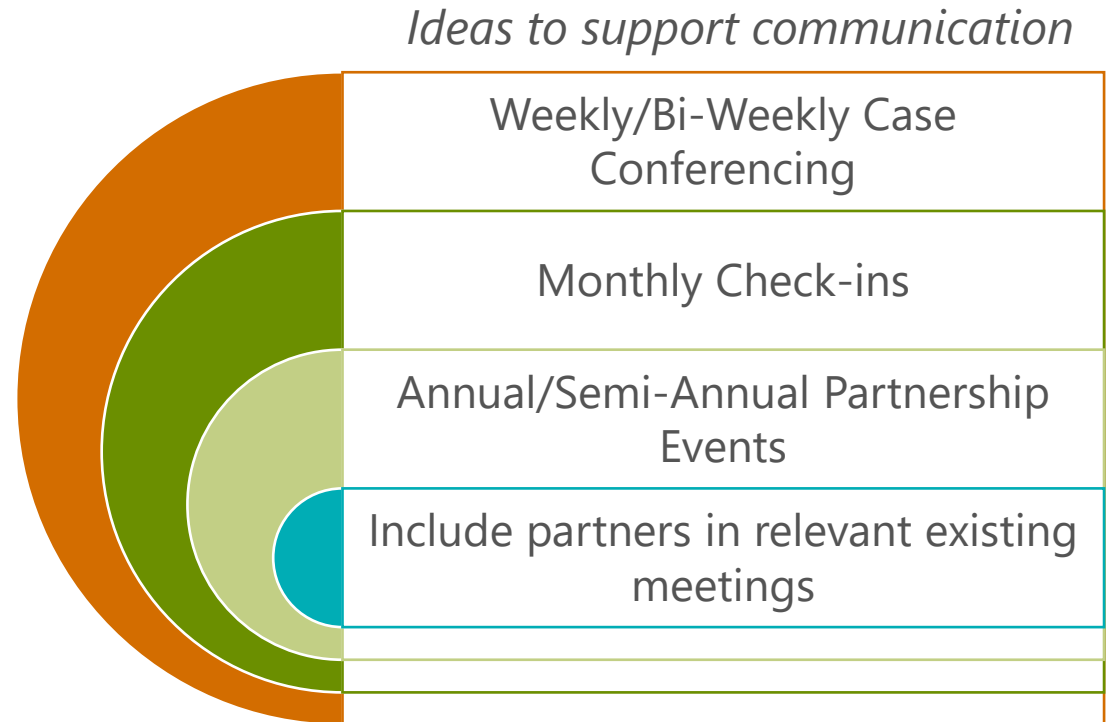 Ideas to support communication
Weekly/Bi-Weekly Case
Conferencing
Monthly Check-ins
Annual/Semi-Annual Partnership
Events
Include partners in relevant existing
meetings